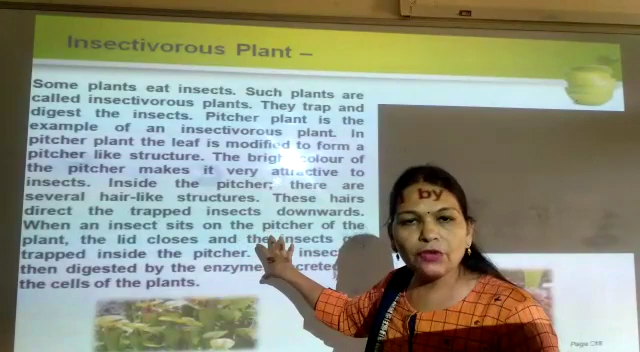 Insectivorous Plant –
Some plants eat insects. Such plants are
called insectivorous plants. They trap and
digest the insects. Pitcher plant is the
example of an insectivorous plant. In
pitcher plant the leaf is modified to form a
pitcher like structure. The bright colour of
the pitcher makes it very attractive to
insects. Inside the pitcher, there are
several hair-like structures. These hairs
direct the trapped insects downwards.
When an insect sits on the pitcher of the
plant, the lid closes and the insects
trapped inside the pitcher.
then digested by the
the cells of the plants.
by
Page